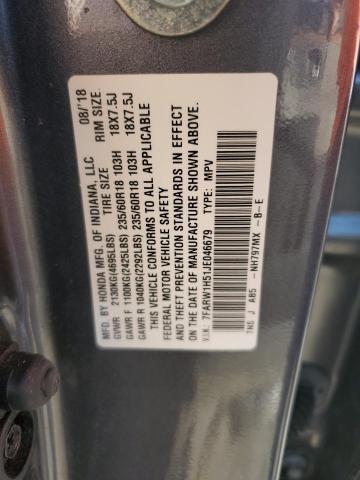 MFD. BY HONDA MFG. OF INDIANA, LLC 08/'18
TIRE SIZE RIM SIZE.
GVWR 2130KG(4695LBS)
GAWR F 1100KG(2425LBS) 235/60R18 103H 18X7.5J
GAWR R 1040KG(2292LBS) 235/60R18 103H 18X7.5J
THIS VEHICLE CONFORMS TO ALL APPLICABLE
FEDERAL MOTOR VEHICLE SAFETY
AND THEFT PREVENTION STANDARDS IN EFFECT
ON THE DATE OF MANUFACTURE SHOWN ABOVE.
V.I.N.: 7FARW1H51JE046679 TYPE: MPV
THS J A85 -NH797MX -B-E